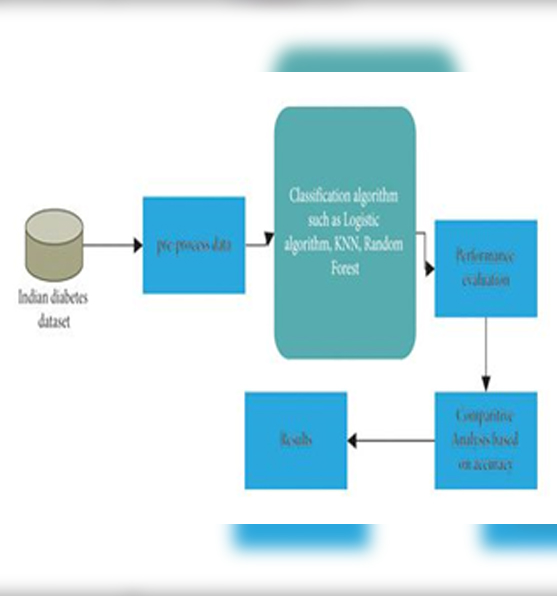 Indian diabetes
dataset
pre-process data
Classification algorithm
such as Logistic
algorithm, KNN, Random
Forest
Performance
evaluation
Comparitive
Analysis based
on accuracy
Results